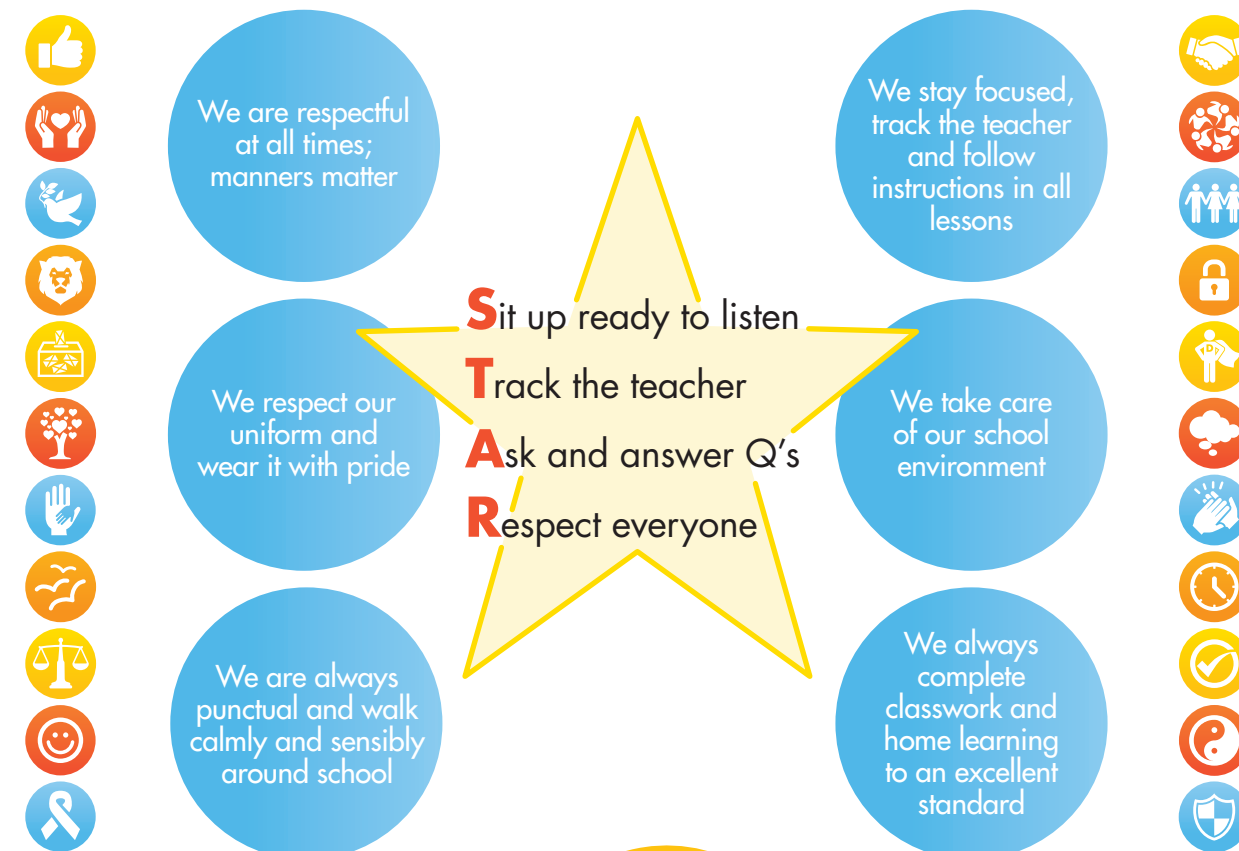 We are respectful
at all times;
manners matter
We stay focused,
track the teacher
and follow
instructions in all
lessons
Sit up ready to listen
Track the teacher
Ask and answer Q's
Respect everyone
We respect our
uniform and
wear it with pride
We take care
of our school
environment
We are always
punctual and walk
calmly and sensibly
around school
We always
complete
classwork and
home learning
to an excellent
standard
D